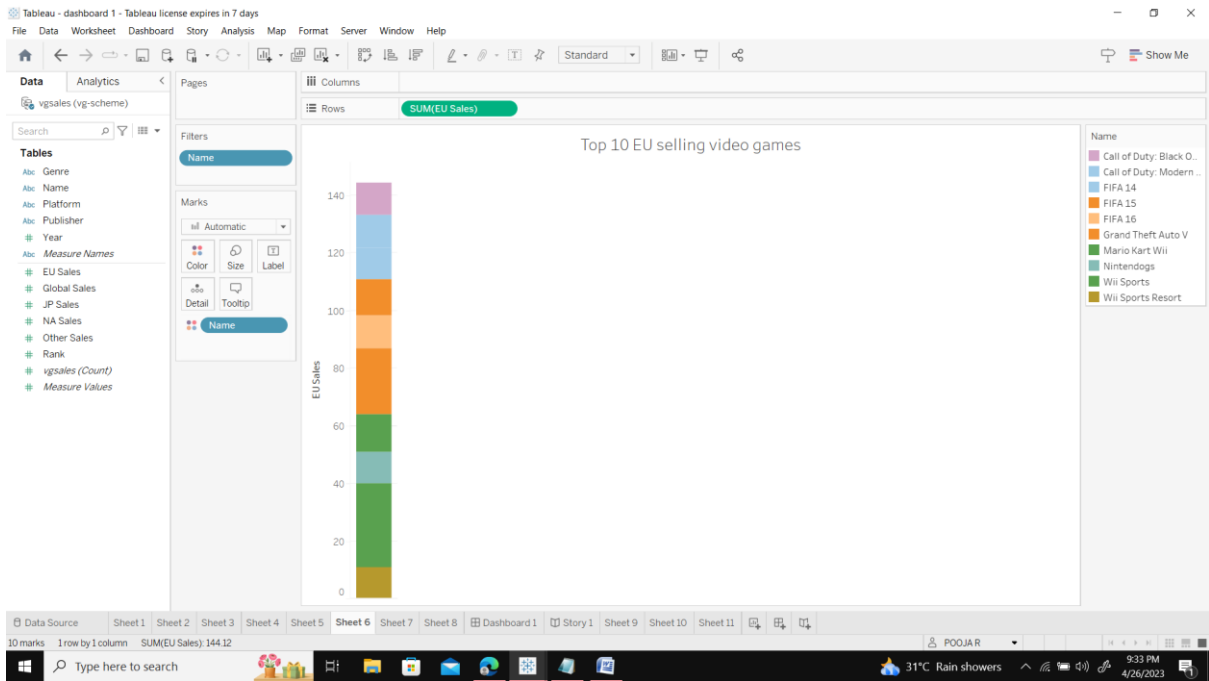 Tableau - dashboard 1 - Tableau license expires in 7 days
File Data Worksheet Dashboard Story Analysis Map Format Server Window Help
Standard
Show Me
Data Analytics
Pages
Columns
vgsales (vg-scheme)
Rows SUM(EU Sales)
Search
Filters
Name
Tables
Abc Genre
Abc Name
Abc Platform
Abc Publisher
# Year
Abc Measure Names
# EU Sales
# Global Sales
# JP Sales
# NA Sales
# Other Sales
# Rank
# vgsales (Count)
# Measure Values
Marks
Automatic
Color Size Label
Detail Tooltip
Name
Top 10 EU selling video games
EU Sales
140
120
100
80
60
40
20
0
Name
Call of Duty: Black O..
Call of Duty: Modern ..
FIFA 14
FIFA 15
FIFA 16
Grand Theft Auto V
Mario Kart Wii
Nintendogs
Wii Sports
Wii Sports Resort
Data Source Sheet 1 Sheet 2 Sheet 3 Sheet 4 Sheet 5 Sheet 6 Sheet 7 Sheet 8 Dashboard 1 Story 1 Sheet 9 Sheet 10 Sheet 11
10 marks 1 row by 1 column SUM(EU Sales): 144.12
POOJA R
Type here to search
31°C Rain showers
9:33 PM
4/26/2023